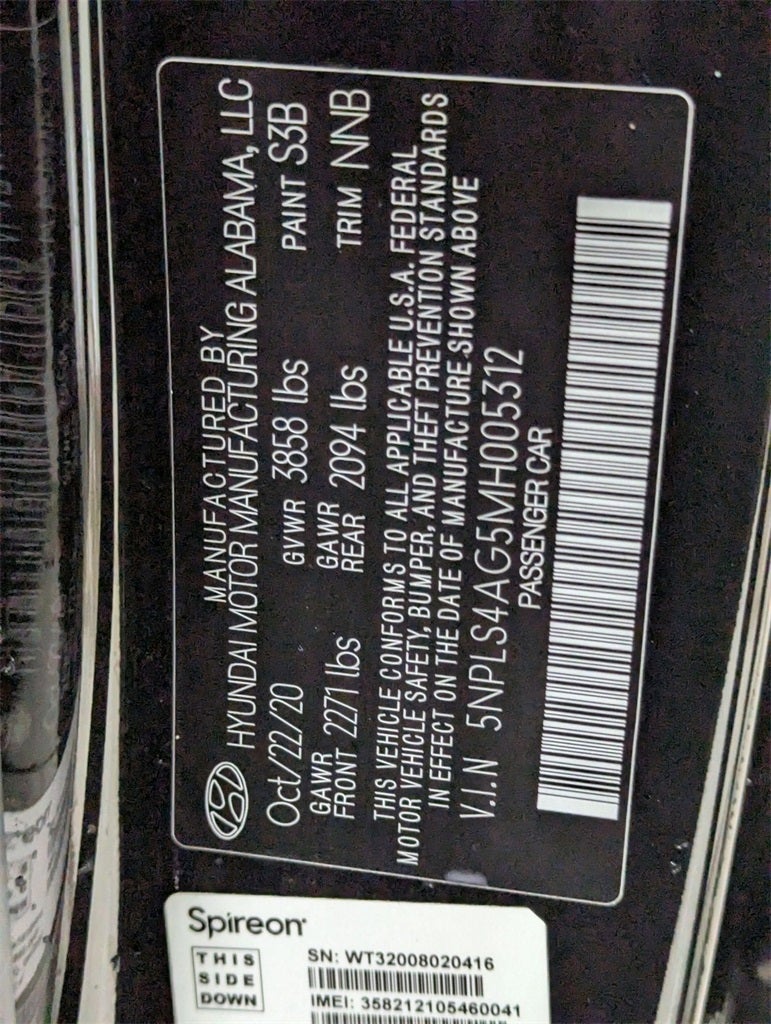 MANUFACTURED BY
HYUNDAI MOTOR MANUFACTURING ALABAMA, LLC
Oct/22/20 GVWR 3858 lbs PAINT S3B
GAWR FRONT 2271 lbs GAWR REAR 2094 lbs TRIM NNB
THIS VEHICLE CONFORMS TO ALL APPLICABLE U.S.A. FEDERAL
MOTOR VEHICLE SAFETY, BUMPER, AND THEFT PREVENTION STANDARDS
IN EFFECT ON THE DATE OF MANUFACTURE SHOWN ABOVE
V.I.N 5NPLS4AG5MH005312
PASSENGER CAR
Spireon
THIS
SIDE
DOWN
SN: WT32008020416
IMEI: 358212105460041